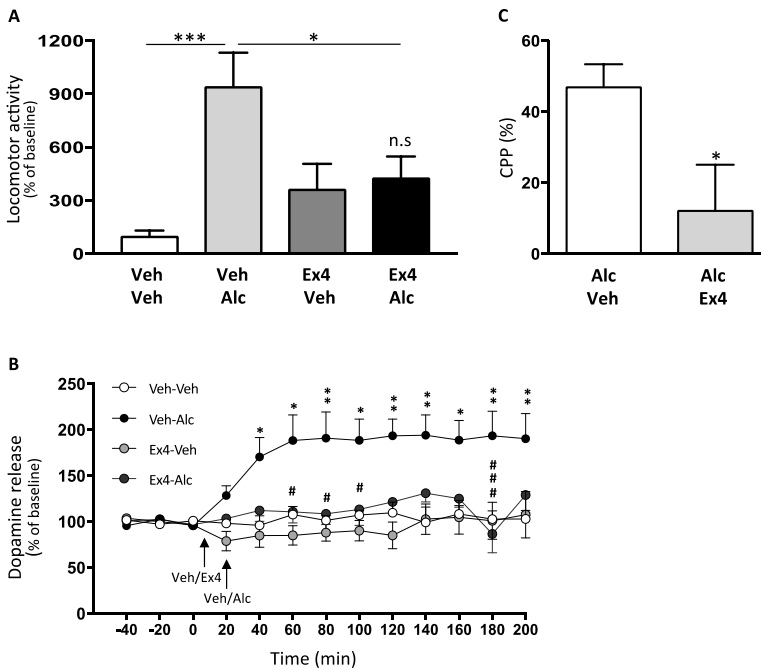 A
Locomotor activity
(% of baseline)
1200
900
600
300
0
***
*
n.s
Veh
Veh
Veh
Alc
Ex4
Veh
Ex4
Alc
C
CPP (%)
60
40
20
0
*
Alc
Veh
Alc
Ex4
B
Dopamine release
(% of baseline)
250
200
150
100
50
0
Veh-Veh
Veh-Alc
Ex4-Veh
Ex4-Alc
* * ** * ** ** * ** **
# # # ###
Veh/Ex4
Veh/Alc
-40 -20 0 20 40 60 80 100 120 140 160 180 200
Time (min)